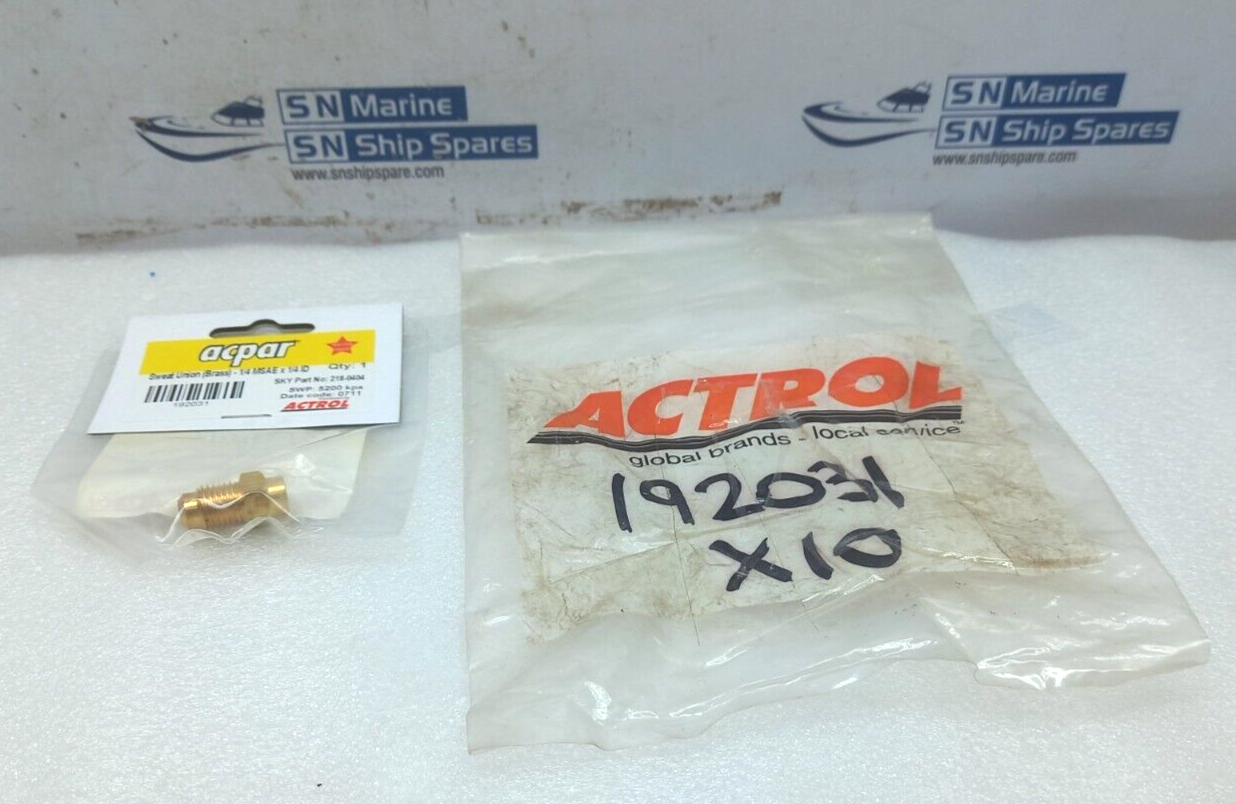 SN Marine
SN Ship Spares
www.snshipspare.com
SN Marine
SN Ship Spares
www.snshipspare.com
acpar
Sweat Union (Brass) - 1/4 MSAE x 1/4 ID Qty: 1
SKY Part No: 218-0404
SWP: 5200 kpa
Date code: 0711
192031
ACTROL
ACTROL
TM
global brands - local service
192031
X10